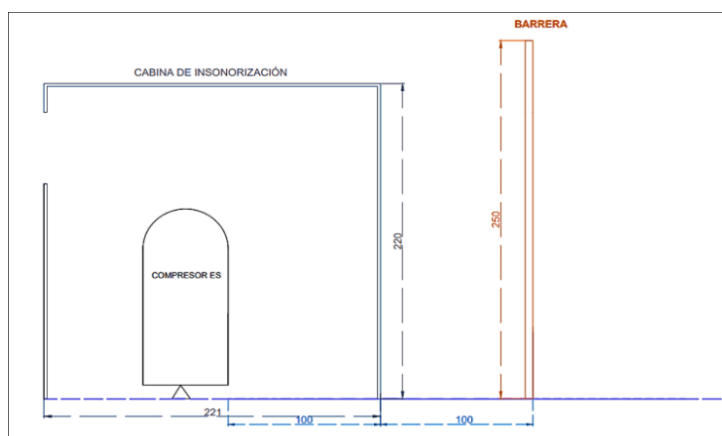 BARRERA
CABINA DE INSONORIZACIÓN
220
250
COMPRESOR ES
221
100
100